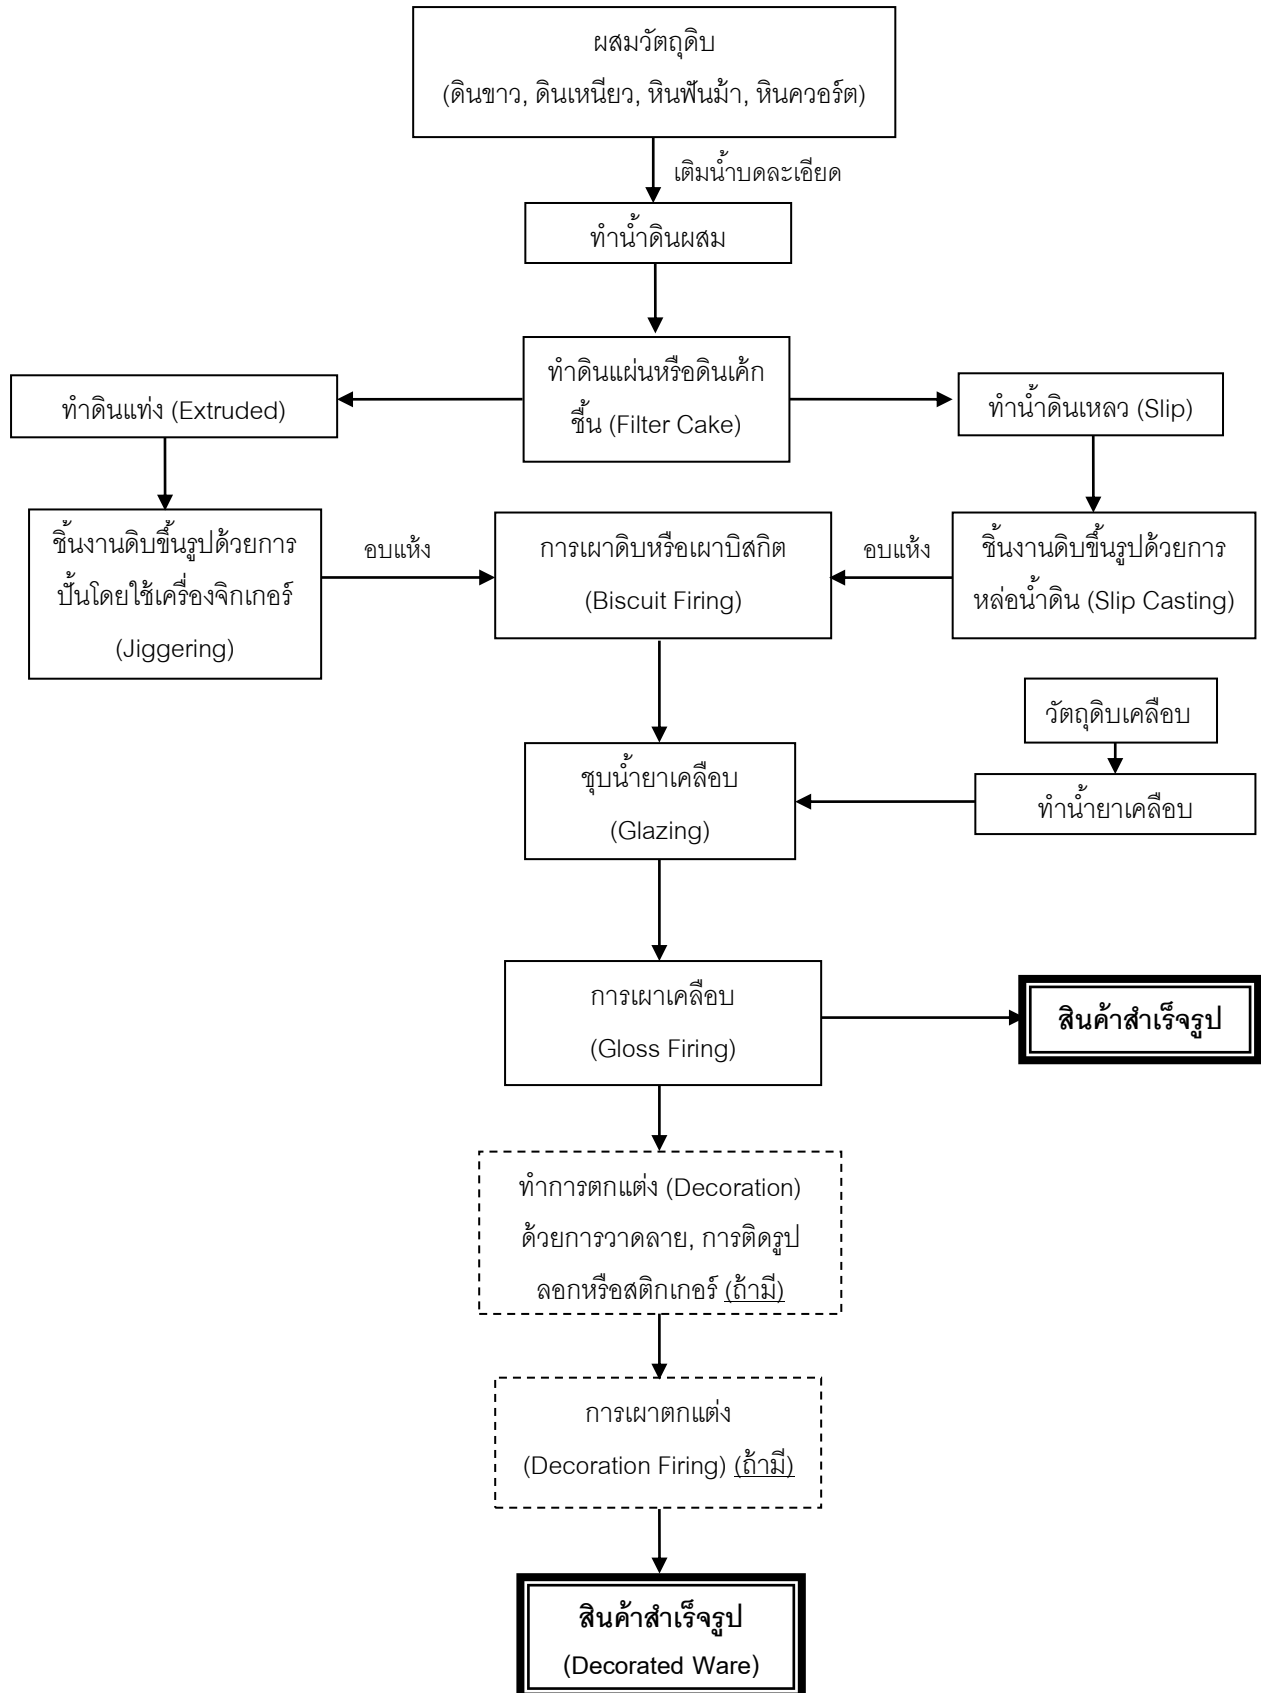 ผสมวัตถุดิบ
(ดินขาว, ดินเหนียว, หินฟันม้า, หินควอร์ต)
เติมน้ำบดละเอียด
ทำน้ำดินผสม
ทำดินแผ่นหรือดินเค้ก
ชื้น (Filter Cake)
ทำดินแท่ง (Extruded)
ทำน้ำดินเหลว (Slip)
ชิ้นงานดิบขึ้นรูปด้วยการ
ปั้นโดยใช้เครื่องจิกเกอร์
(Jiggering)
อบแห้ง
การเผาดิบหรือเผาบิสกิต
(Biscuit Firing)
อบแห้ง
ชิ้นงานดิบขึ้นรูปด้วยการ
หล่อน้ำดิน (Slip Casting)
วัตถุดิบเคลือบ
ชุบน้ำยาเคลือบ
(Glazing)
ทำน้ำยาเคลือบ
การเผาเคลือบ
(Gloss Firing)
สินค้าสำเร็จรูป
ทำการตกแต่ง (Decoration)
ด้วยการวาดลาย, การติดรูป
ลอกหรือสติกเกอร์ (ถ้ามี)
การเผาตกแต่ง
(Decoration Firing) (ถ้ามี)
สินค้าสำเร็จรูป
(Decorated Ware)